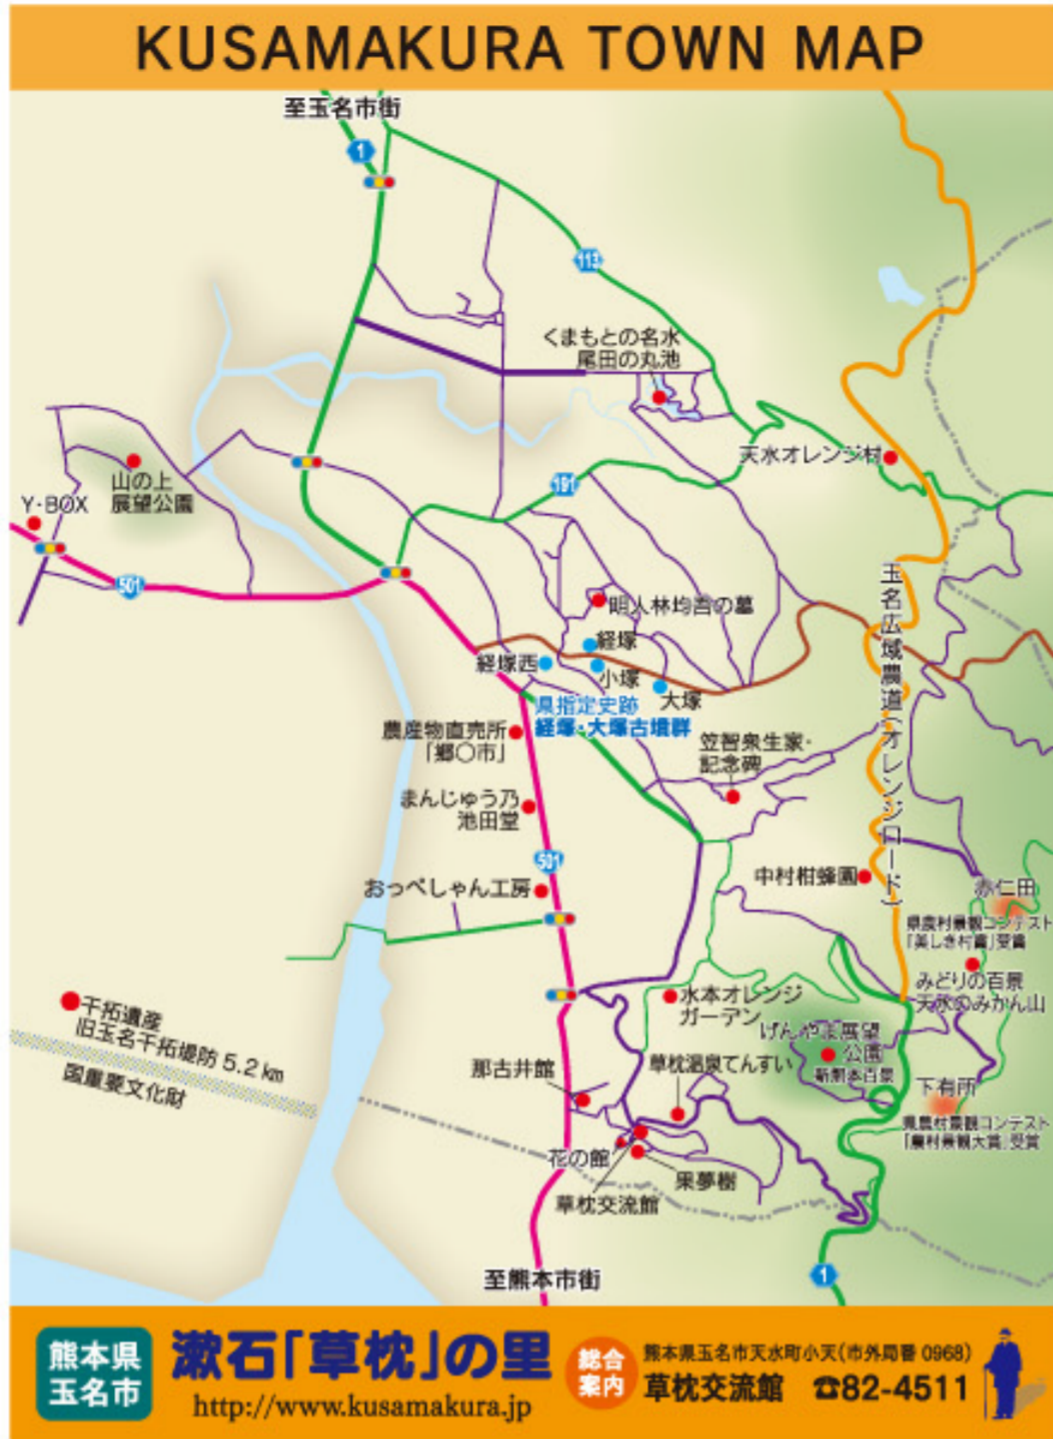 KUSAMAKURA TOWN MAP
至玉名市街
1
113
くまもとの名水
尾田の丸池
天水オレンジ村
山の上
展望公園
Y・BOX
191
501
明人林均吾の墓
経塚
経塚西
小塚
大塚
県指定史跡
経塚・大塚古墳群
玉名広域農道(オレンジロード)
農産物直売所
「郷〇市」
笠智衆生家・
記念碑
まんじゅう乃
池田堂
501
おっぺしゃん工房
中村柑蜂園
赤仁田
県農村景観コンテスト
「美しき村賞」受賞
みどりの百景
天水のみかん山
干拓遺産
旧玉名干拓堤防 5.2km
国重要文化財
水本オレンジ
ガーデン
げんやま展望
公園
新熊本百景
那古井館
草枕温泉てんすい
下有所
県農村景観コンテスト
「農村景観大賞」受賞
花の館
果夢樹
草枕交流館
至熊本市街
1
熊本県
玉名市
漱石「草枕」の里
http://www.kusamakura.jp
総合
案内
熊本県玉名市天水町小天(市外局番 0968)
草枕交流館 ☎82-4511